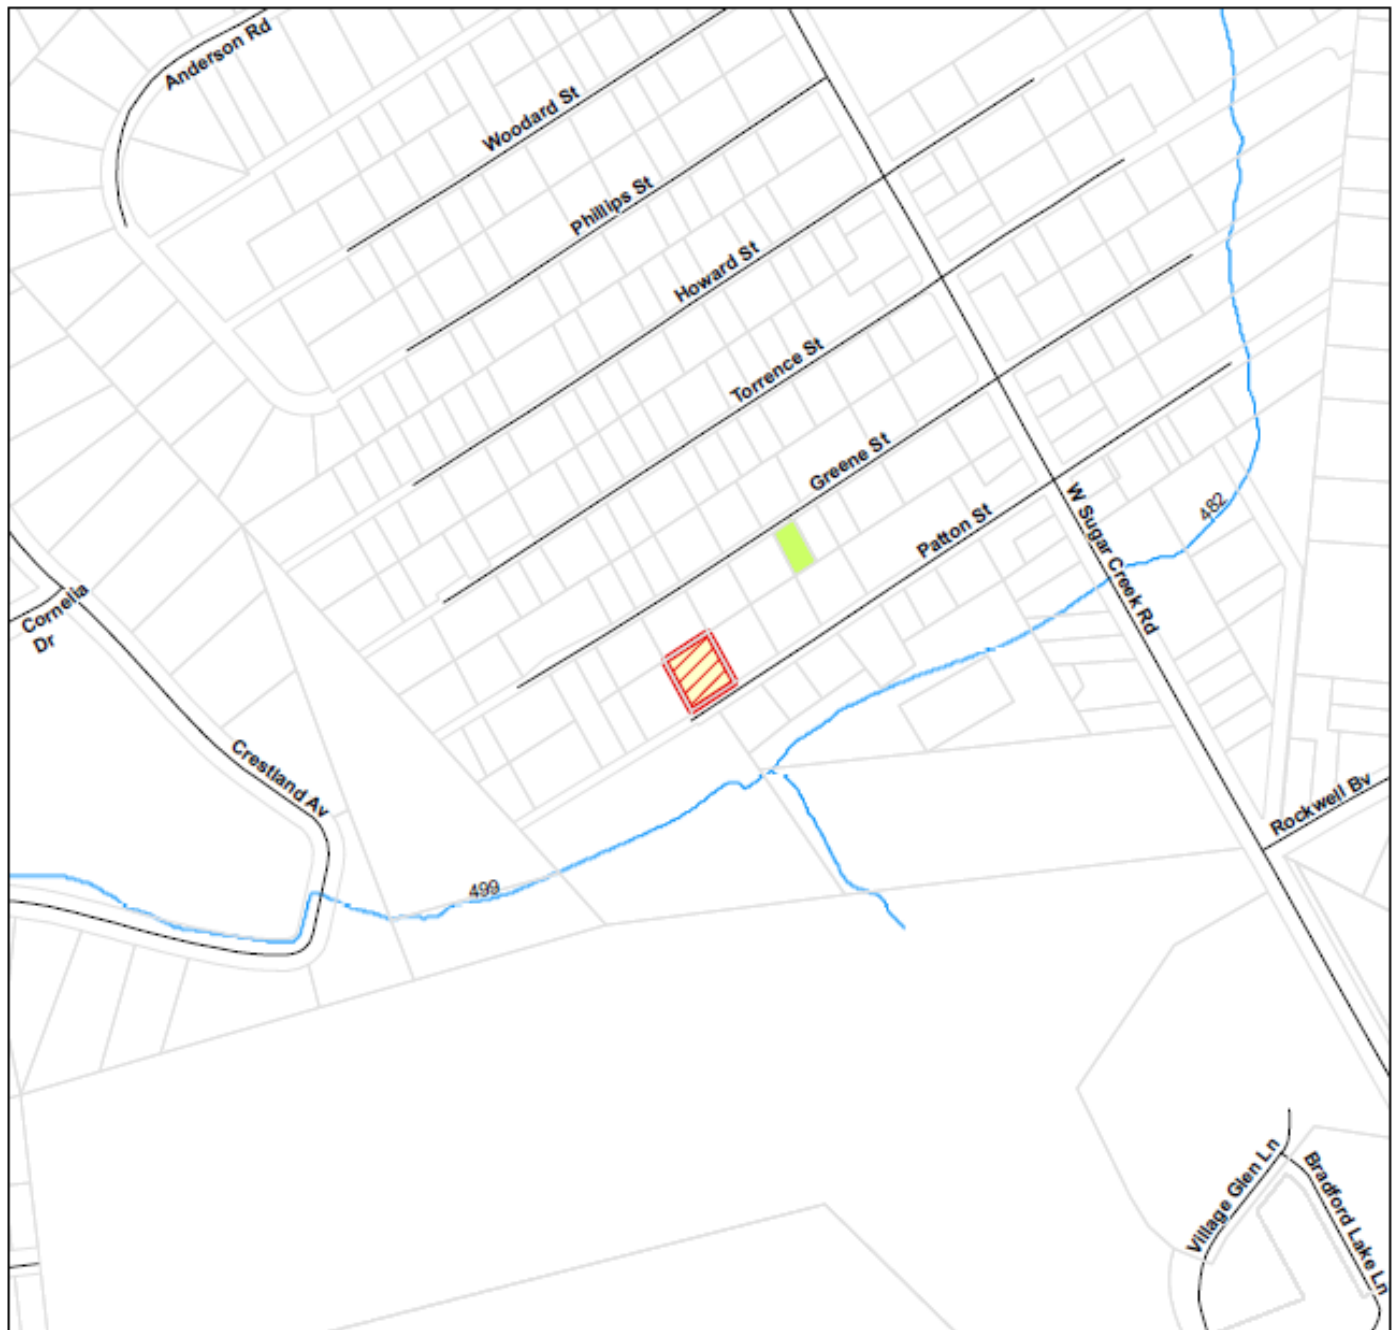 Anderson Rd
Woodard St
Phillips St
Howard St
Torrence St
Greene St
Patton St
W Sugar Creek Rd
482
Cornelia
Dr
Crestland Av
Rockwell Bv
499
Village Glen Ln
Bradford Lake Ln